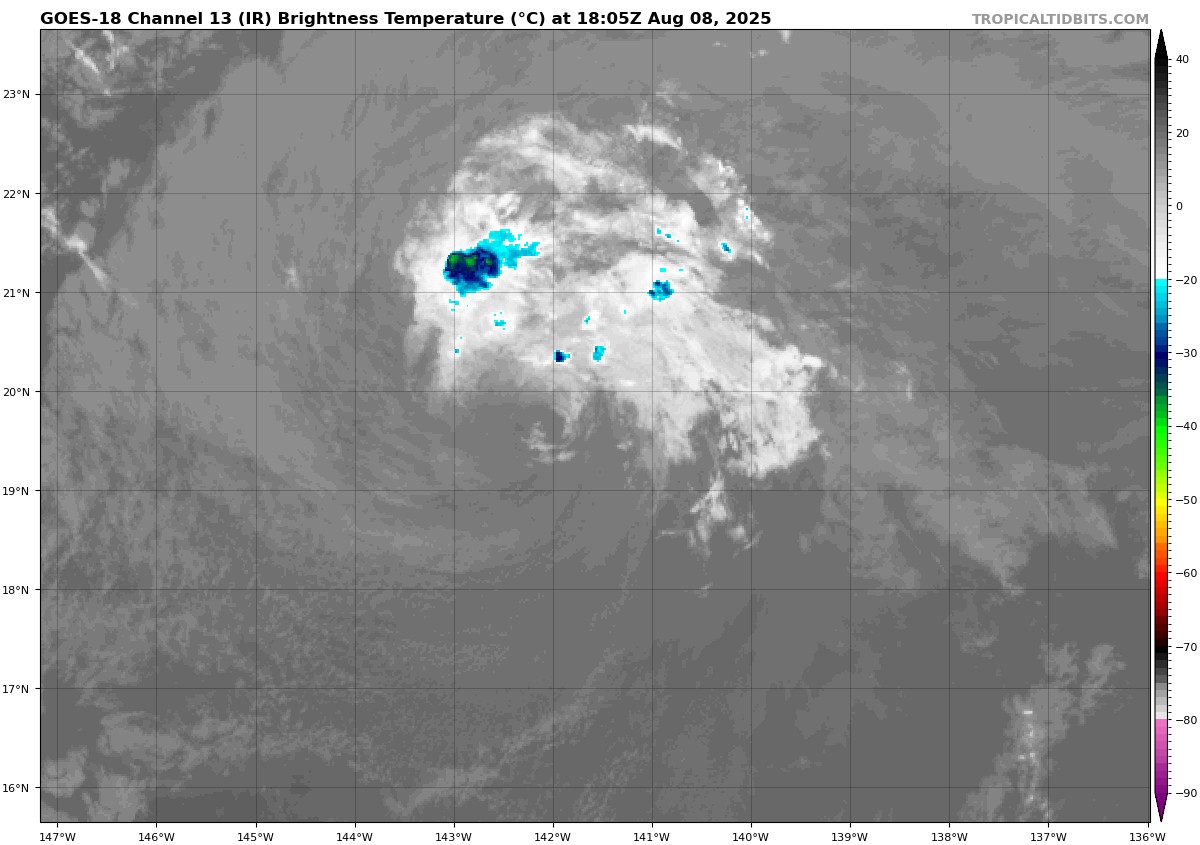 GOES-18 Channel 13 (IR) Brightness Temperature (°C) at 18:05Z Aug 08, 2025
TROPICALTIDBITS.COM
23°N
22°N
21°N
20°N
19°N
18°N
17°N
16°N
147°W
146°W
145°W
144°W
143°W
142°W
141°W
140°W
139°W
138°W
137°W
136°W
40
20
0
−20
−30
−40
−50
−60
−70
−80
−90